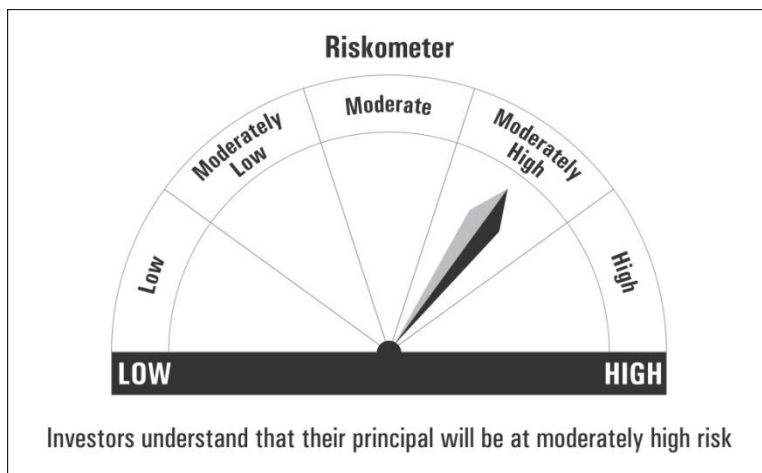 Riskometer
Low
Moderately
Low
Moderate
Moderately
High
High
LOW
HIGH
Investors understand that their principal will be at moderately high risk